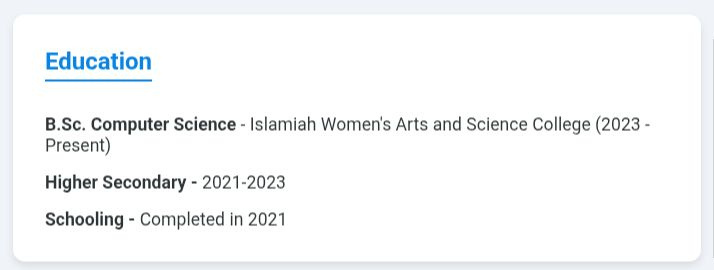 Education
B.Sc. Computer Science - Islamiah Women's Arts and Science College (2023 -
Present)
Higher Secondary - 2021-2023
Schooling - Completed in 2021